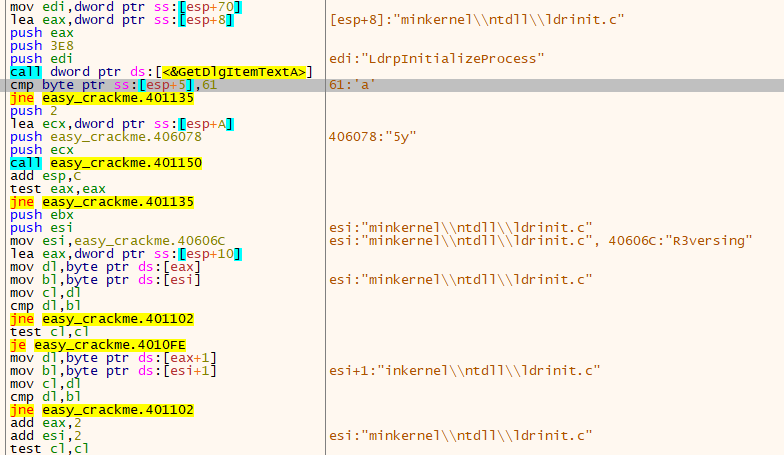 mov edi,dword ptr ss:[esp+70]
lea eax,dword ptr ss:[esp+8] [esp+8]:"minkernel\\ntdll\\ldrinit.c"
push eax
push 3E8
push edi edi:"LdrpInitializeProcess"
call dword ptr ds:[<&GetDlgItemTextA>]
cmp byte ptr ss:[esp+5],61 61:'a'
jne easy_crackme.401135
push 2
lea ecx,dword ptr ss:[esp+A]
push easy_crackme.406078 406078:"5y"
push ecx
call easy_crackme.401150
add esp,C
test eax,eax
jne easy_crackme.401135
push ebx
push esi esi:"minkernel\\ntdll\\ldrinit.c"
mov esi,easy_crackme.40606C esi:"minkernel\\ntdll\\ldrinit.c", 40606C:"R3versing"
lea eax,dword ptr ss:[esp+10]
mov dl,byte ptr ds:[eax]
mov bl,byte ptr ds:[esi] esi:"minkernel\\ntdll\\ldrinit.c"
mov cl,dl
cmp dl,bl
jne easy_crackme.401102
test cl,cl
je easy_crackme.4010FE
mov dl,byte ptr ds:[eax+1]
mov bl,byte ptr ds:[esi+1] esi+1:"inkernel\\ntdll\\ldrinit.c"
mov cl,dl
cmp dl,bl
jne easy_crackme.401102
add eax,2
add esi,2 esi:"minkernel\\ntdll\\ldrinit.c"
test cl,cl